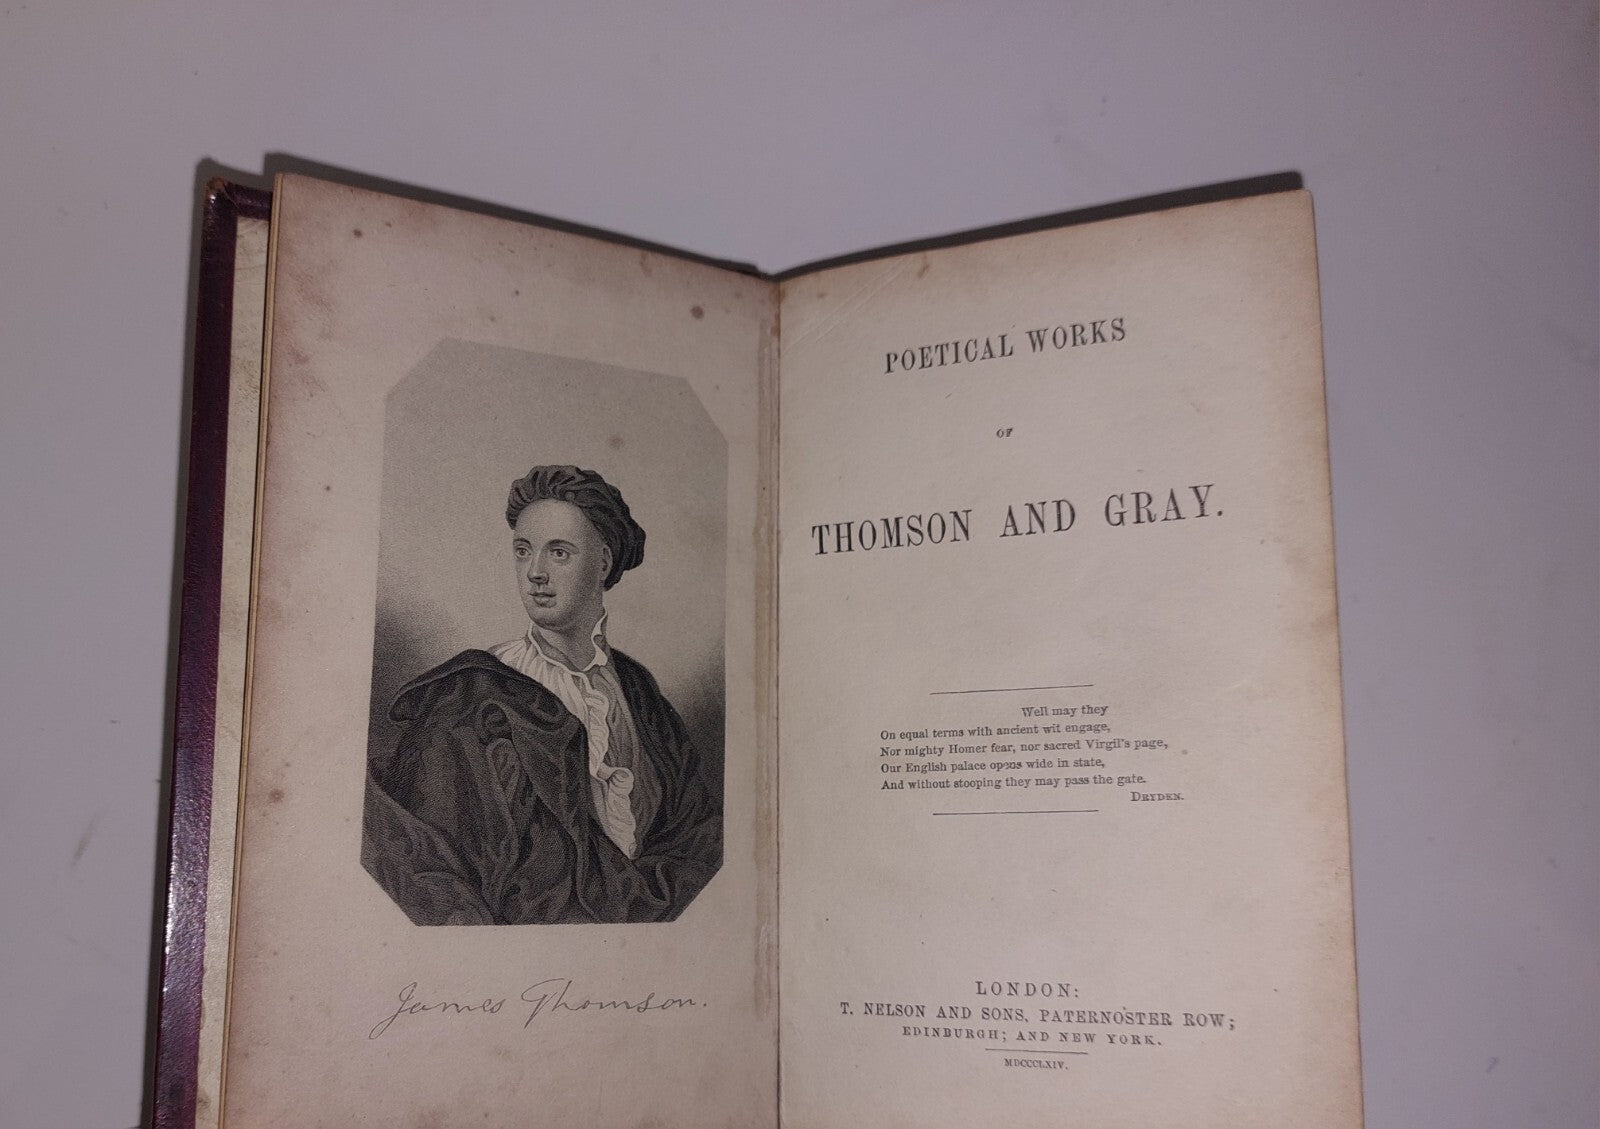 James Thomson.
POETICAL WORKS
OF
THOMSON AND GRAY.
Well may they
On equal terms with ancient wit engage,
Nor mighty Homer fear, nor sacred Virgil's page,
Our English palace opens wide in state,
And without stooping they may pass the gate.
DRYDEN.
LONDON:
T. NELSON AND SONS, PATERNOSTER ROW;
EDINBURGH; AND NEW YORK.
MDCCCLXIV.